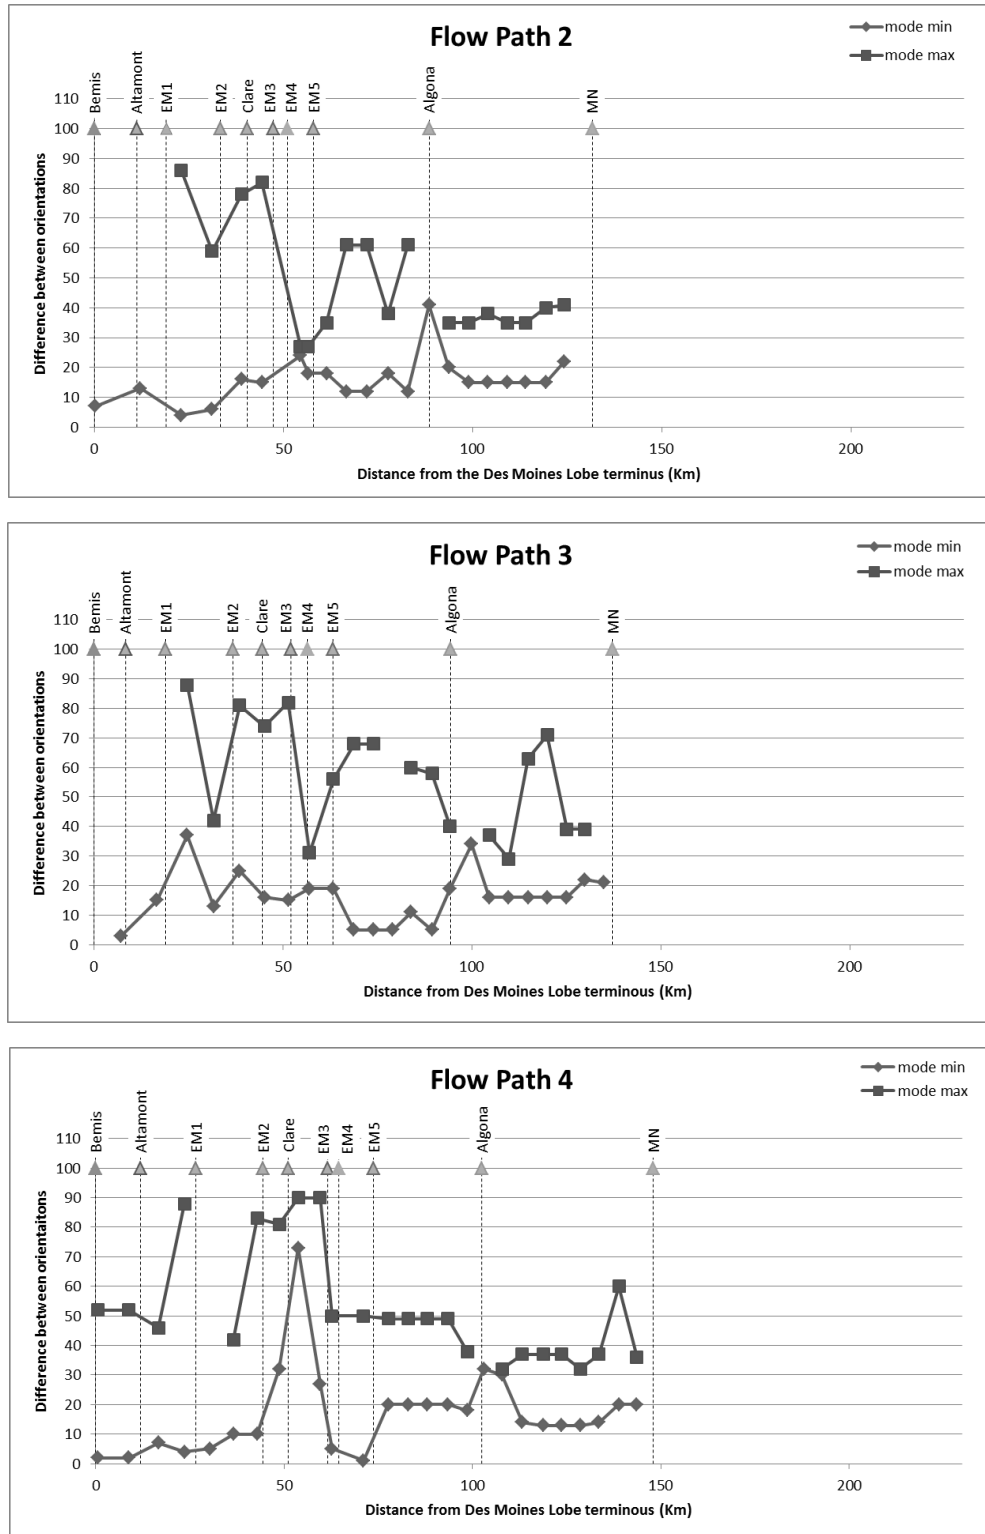 Flow Path 2
mode min
mode max
Bemis
Altamont
EM1
EM2
Clare
EM3
EM4
EM5
Algona
MN
Difference between orientations
110
100
90
80
70
60
50
40
30
20
10
0
0 50 100 150 200
Distance from the Des Moines Lobe terminus (Km)
Flow Path 3
mode min
mode max
Bemis
Altamont
EM1
EM2
Clare
EM3
EM4
EM5
Algona
MN
Difference between orientations
110
100
90
80
70
60
50
40
30
20
10
0
0 50 100 150 200
Distance from Des Moines Lobe terminous (Km)
Flow Path 4
mode min
mode max
Bemis
Altamont
EM1
EM2
Clare
EM3
EM4
EM5
Algona
MN
Difference between orientaitons
110
100
90
80
70
60
50
40
30
20
10
0
0 50 100 150 200
Distance from Des Moines Lobe terminous (Km)